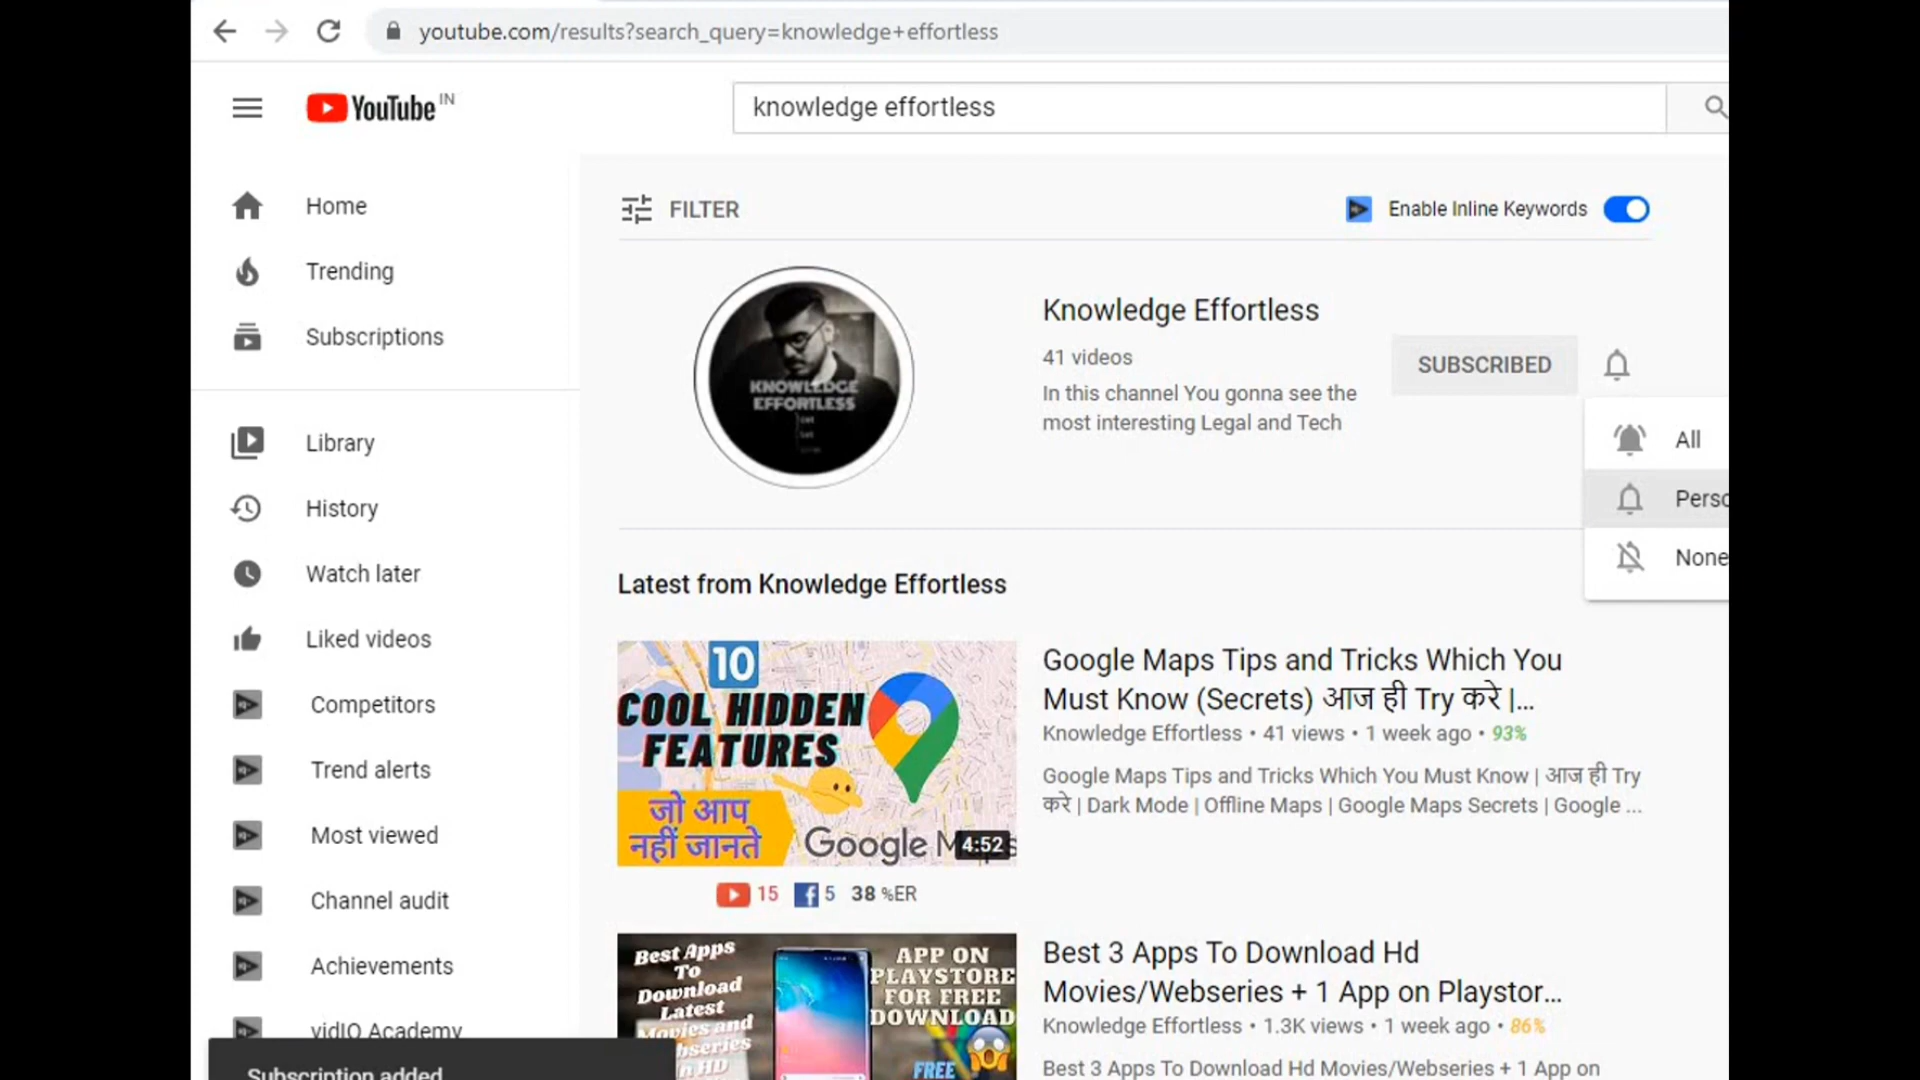 youtube.com/results?search_query=knowledge+effortless
YouTube IN
knowledge effortless
Home
Trending
Subscriptions
Library
History
Watch later
Liked videos
Competitors
Trend alerts
Most viewed
Channel audit
Achievements
vidIQ Academy
Subscription added
FILTER
Enable Inline Keywords
KNOWLEDGE
EFFORTLESS
Knowledge Effortless
41 videos
In this channel You gonna see the
most interesting Legal and Tech
SUBSCRIBED
All
Perso
None
Latest from Knowledge Effortless
10
COOL HIDDEN
FEATURES
जो आप
नहीं जानते
Google Maps
4:52
15 f 5 38 %ER
Google Maps Tips and Tricks Which You
Must Know (Secrets) आज ही Try करे |...
Knowledge Effortless • 41 views • 1 week ago • 93%
Google Maps Tips and Tricks Which You Must Know | आज ही Try
करे | Dark Mode | Offline Maps | Google Maps Secrets | Google ...
Best Apps
To
Download
Latest
Movies and
bseries
n HD
APP ON
PLAYSTORE
FOR FREE
DOWNLOAD
FREE
Best 3 Apps To Download Hd
Movies/Webseries + 1 App on Playstor...
Knowledge Effortless • 1.3K views • 1 week ago • 86%
Best 3 Apps To Download Hd Movies/Webseries + 1 App on